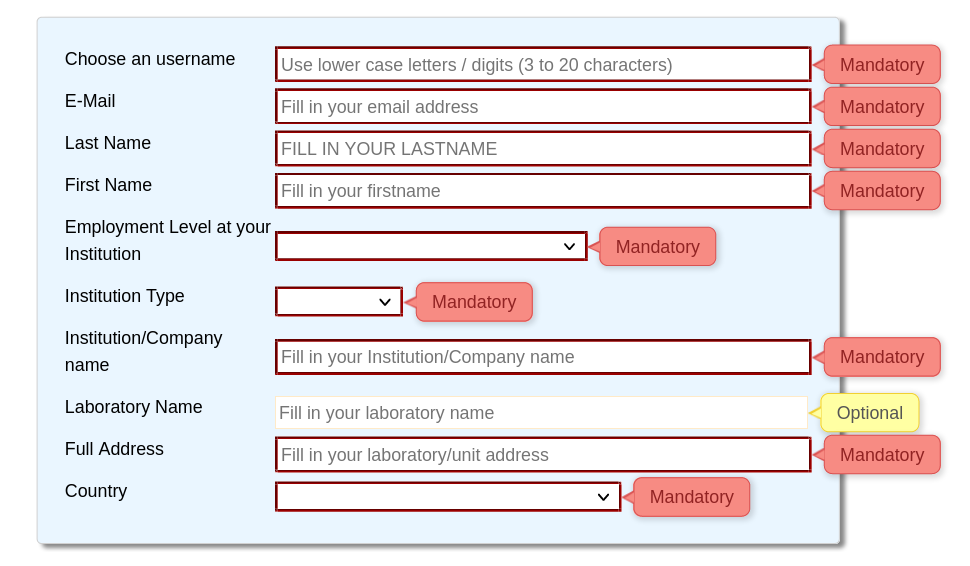 Choose an username Use lower case letters / digits (3 to 20 characters) Mandatory
E-Mail Fill in your email address Mandatory
Last Name FILL IN YOUR LASTNAME Mandatory
First Name Fill in your firstname Mandatory
Employment Level at your
Institution Mandatory
Institution Type Mandatory
Institution/Company
name Fill in your Institution/Company name Mandatory
Laboratory Name Fill in your laboratory name Optional
Full Address Fill in your laboratory/unit address Mandatory
Country Mandatory